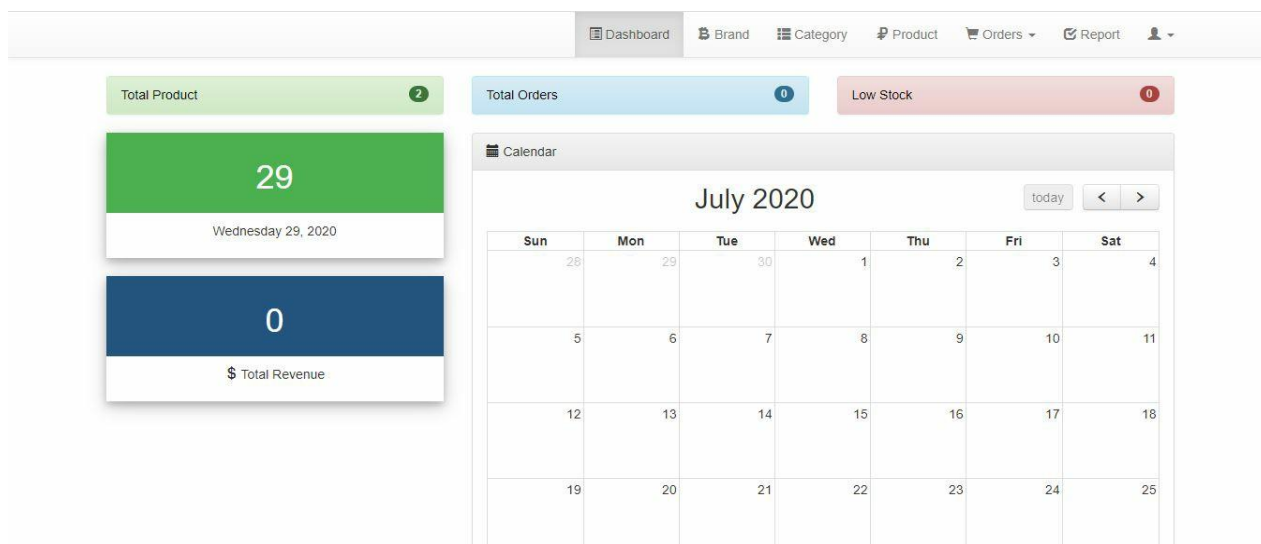 Dashboard Brand Category Product Orders Report
Total Product 2
Total Orders 0
Low Stock 0
29
Wednesday 29, 2020
0
$ Total Revenue
Calendar
July 2020
today
Sun Mon Tue Wed Thu Fri Sat
28 29 30 1 2 3 4
5 6 7 8 9 10 11
12 13 14 15 16 17 18
19 20 21 22 23 24 25